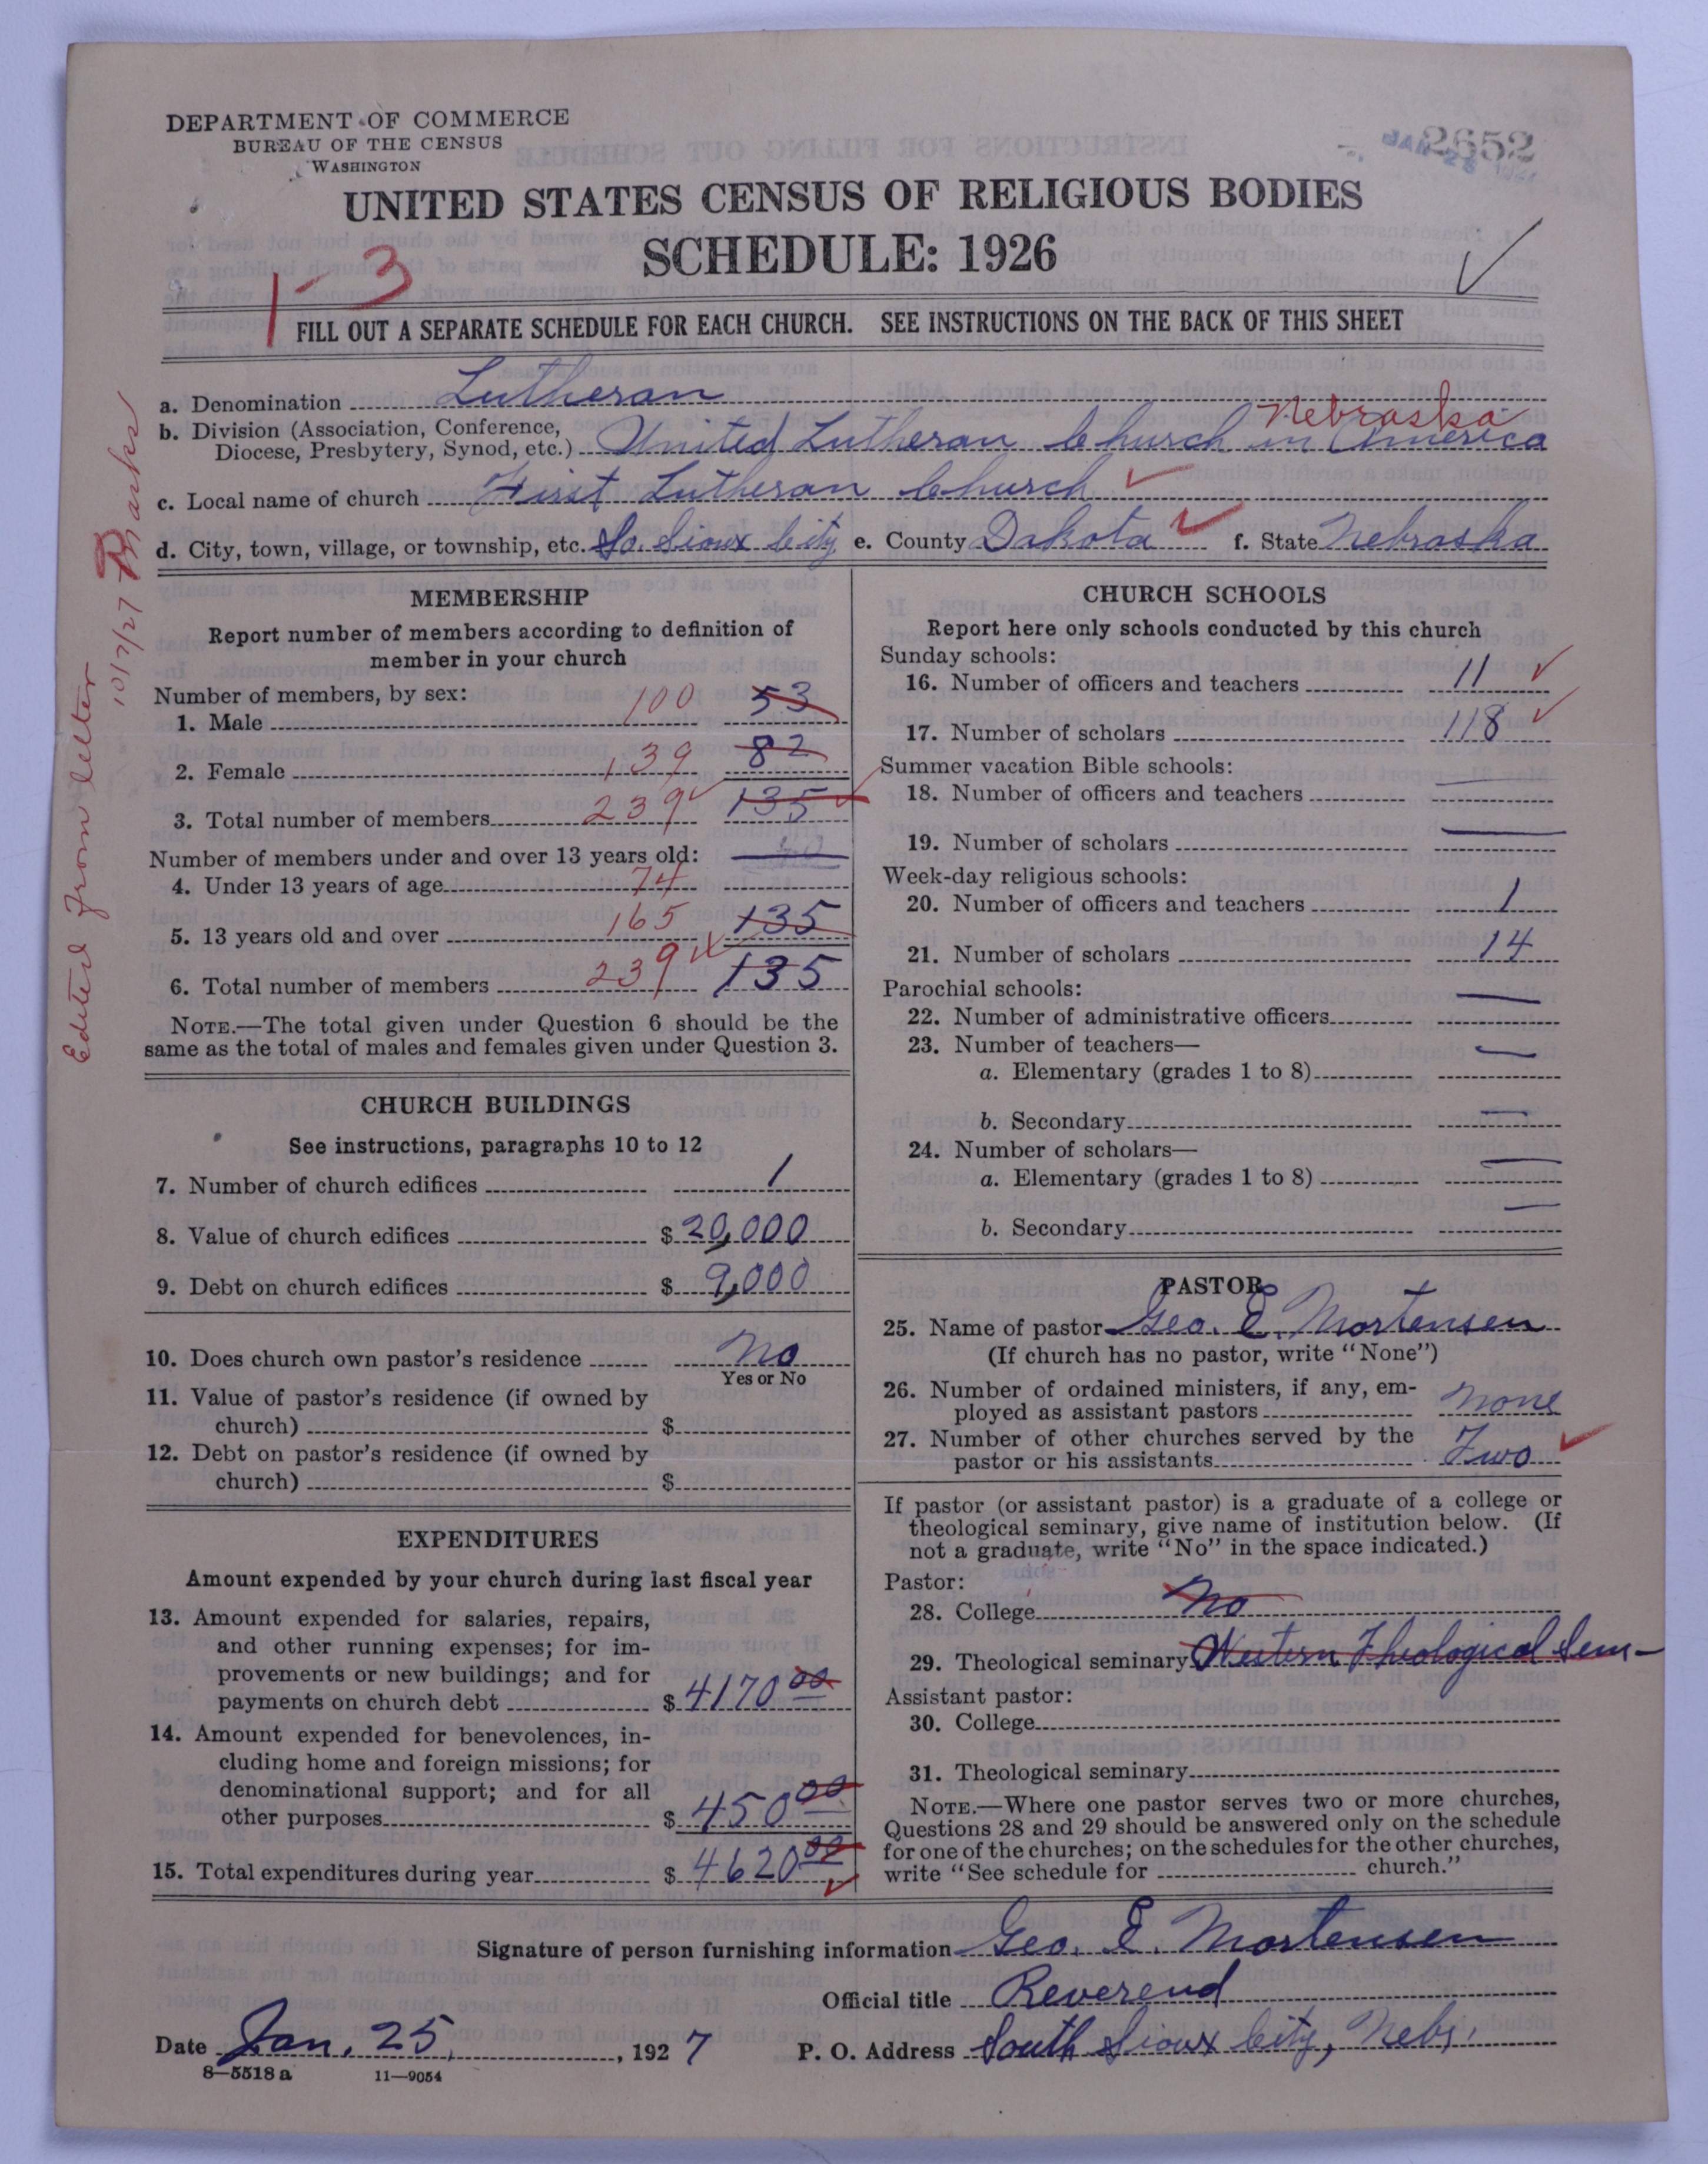 DEPARTMENT OF COMMERCE
BUREAU OF THE CENSUS
WASHINGTON
2652
UNITED STATES CENSUS OF RELIGIOUS BODIES
SCHEDULE: 1926
1-3
FILL OUT A SEPARATE SCHEDULE FOR EACH CHURCH. SEE INSTRUCTIONS ON THE BACK OF THIS SHEET
a. Denomination Lutheran
Nebraska
b. Division (Association, Conference,
Diocese, Presbytery, Synod, etc.) United Lutheran Church in America
c. Local name of church First Lutheran Church
d. City, town, village, or township, etc. So. Sioux City e. County Dakota f. State Nebraska
Edited from letter
10/7/27
MEMBERSHIP
Report number of members according to definition of
member in your church
Number of members, by sex:
1. Male 100 53
2. Female 139 82
3. Total number of members 239 135
Number of members under and over 13 years old:
4. Under 13 years of age 74
5. 13 years old and over 165 135
6. Total number of members 239 135
NOTE.—The total given under Question 6 should be the
same as the total of males and females given under Question 3.
CHURCH BUILDINGS
See instructions, paragraphs 10 to 12
7. Number of church edifices 1
8. Value of church edifices $ 20,000
9. Debt on church edifices $ 9,000
10. Does church own pastor's residence No
Yes or No
11. Value of pastor's residence (if owned by
church) $
12. Debt on pastor's residence (if owned by
church) $
EXPENDITURES
Amount expended by your church during last fiscal year
13. Amount expended for salaries, repairs,
and other running expenses; for im-
provements or new buildings; and for
payments on church debt $ 4170 00
14. Amount expended for benevolences, in-
cluding home and foreign missions; for
denominational support; and for all
other purposes $ 450 00
15. Total expenditures during year $ 4620 00
CHURCH SCHOOLS
Report here only schools conducted by this church
Sunday schools:
16. Number of officers and teachers 11
17. Number of scholars 118
Summer vacation Bible schools:
18. Number of officers and teachers
19. Number of scholars
Week-day religious schools:
20. Number of officers and teachers 1
21. Number of scholars 14
Parochial schools:
22. Number of administrative officers
23. Number of teachers—
a. Elementary (grades 1 to 8)
b. Secondary
24. Number of scholars—
a. Elementary (grades 1 to 8)
b. Secondary
PASTOR
25. Name of pastor Geo. E. Mortensen
(If church has no pastor, write "None")
26. Number of ordained ministers, if any, em-
ployed as assistant pastors None
27. Number of other churches served by the
pastor or his assistants Two
If pastor (or assistant pastor) is a graduate of a college or
theological seminary, give name of institution below. (If
not a graduate, write "No" in the space indicated.)
Pastor:
28. College No
29. Theological seminary Western Theological Sem-
Assistant pastor:
30. College
31. Theological seminary
NOTE.—Where one pastor serves two or more churches,
Questions 28 and 29 should be answered only on the schedule
for one of the churches; on the schedules for the other churches,
write "See schedule for church."
Signature of person furnishing information Geo. E. Mortensen
Official title Reverend
Date Jan. 25, 1927 P. O. Address South Sioux City, Nebr.
8—5518 a 11—9054